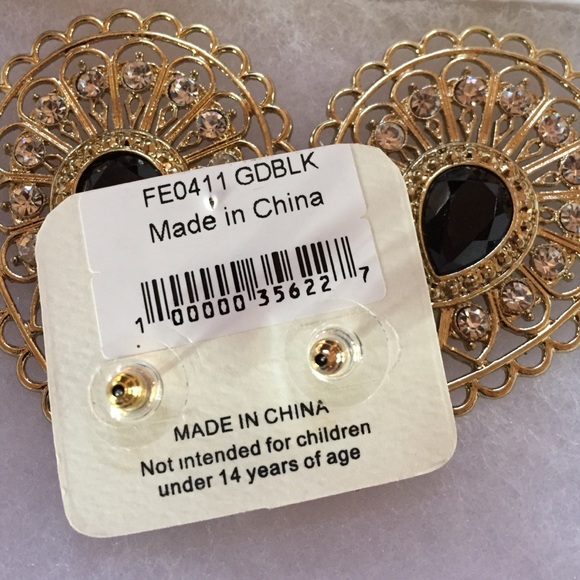 FE0411 GDBLK
Made in China
1 00000 35622 7
MADE IN CHINA
Not intended for children
under 14 years of age